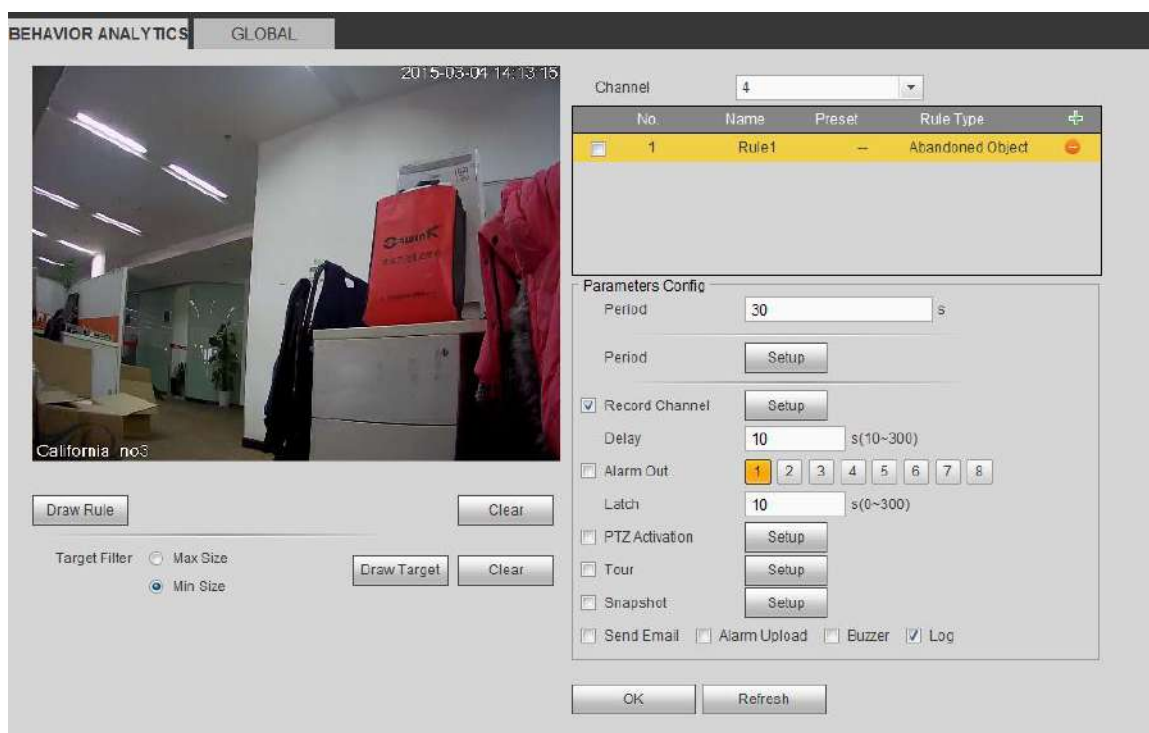 BEHAVIOR ANALYTICS GLOBAL
2015-03-04 14:13:15
California no3
Draw Rule Clear
Target Filter Max Size
Min Size
Draw Target Clear
Channel 4
No. Name Preset Rule Type
1 Rule1 -- Abandoned Object
Parameters Config
Period 30 s
Period Setup
Record Channel Setup
Delay 10 s(10~300)
Alarm Out 1 2 3 4 5 6 7 8
Latch 10 s(0~300)
PTZ Activation Setup
Tour Setup
Snapshot Setup
Send Email Alarm Upload Buzzer Log
OK Refresh